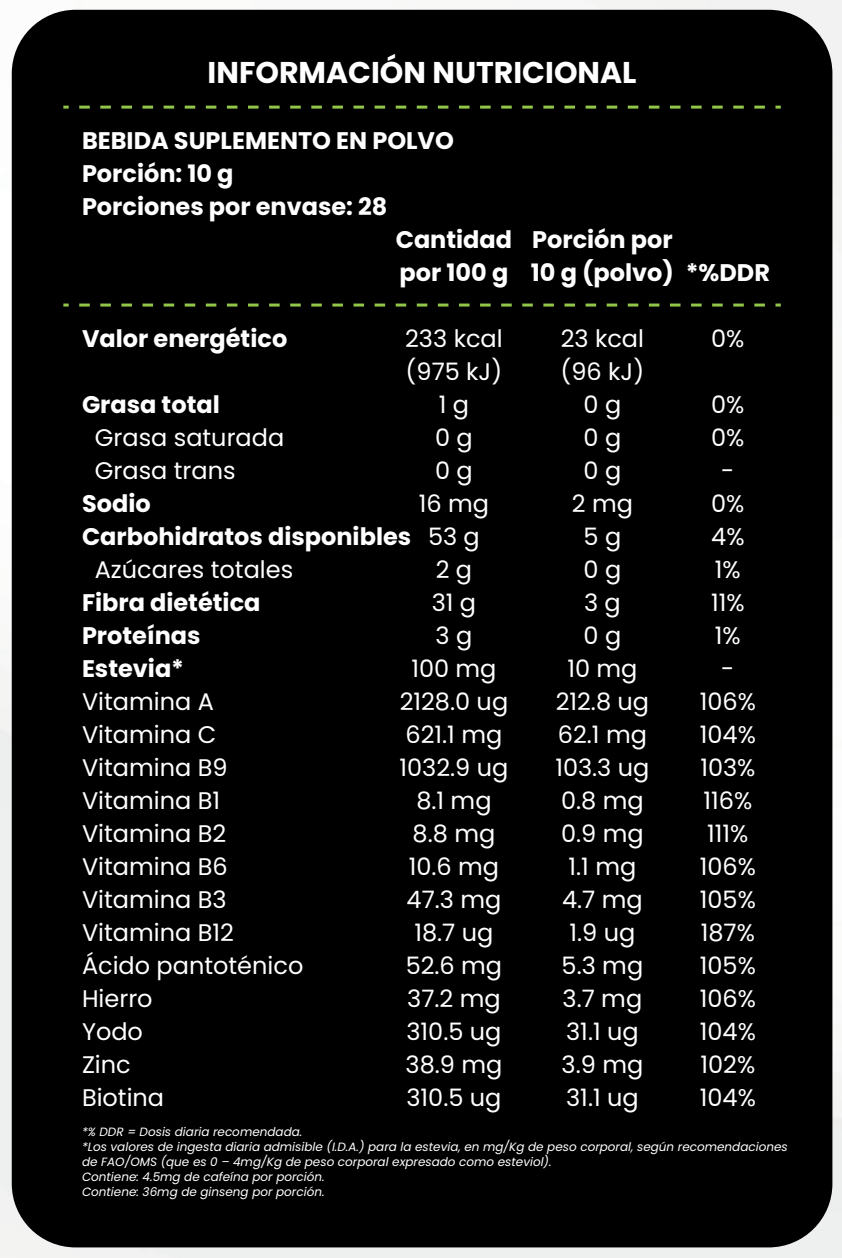 INFORMACIÓN NUTRICIONAL
BEBIDA SUPLEMENTO EN POLVO
Porción: 10 g
Porciones por envase: 28
Cantidad Porción por
por 100 g 10 g (polvo) *%DDR
Valor energético 233 kcal 23 kcal 0%
(975 kJ) (96 kJ)
Grasa total 1 g 0 g 0%
Grasa saturada 0 g 0 g 0%
Grasa trans 0 g 0 g -
Sodio 16 mg 2 mg 0%
Carbohidratos disponibles 53 g 5 g 4%
Azúcares totales 2 g 0 g 1%
Fibra dietética 31 g 3 g 11%
Proteínas 3 g 0 g 1%
Estevia* 100 mg 10 mg -
Vitamina A 2128.0 ug 212.8 ug 106%
Vitamina C 621.1 mg 62.1 mg 104%
Vitamina B9 1032.9 ug 103.3 ug 103%
Vitamina B1 8.1 mg 0.8 mg 116%
Vitamina B2 8.8 mg 0.9 mg 111%
Vitamina B6 10.6 mg 1.1 mg 106%
Vitamina B3 47.3 mg 4.7 mg 105%
Vitamina B12 18.7 ug 1.9 ug 187%
Ácido pantoténico 52.6 mg 5.3 mg 105%
Hierro 37.2 mg 3.7 mg 106%
Yodo 310.5 ug 31.1 ug 104%
Zinc 38.9 mg 3.9 mg 102%
Biotina 310.5 ug 31.1 ug 104%
*% DDR = Dosis diaria recomendada.
*Los valores de ingesta diaria admisible (I.D.A.) para la estevia, en mg/Kg de peso corporal, según recomendaciones
de FAO/OMS (que es 0 – 4mg/Kg de peso corporal expresado como esteviol).
Contiene: 4.5mg de cafeína por porción.
Contiene: 36mg de ginseng por porción.